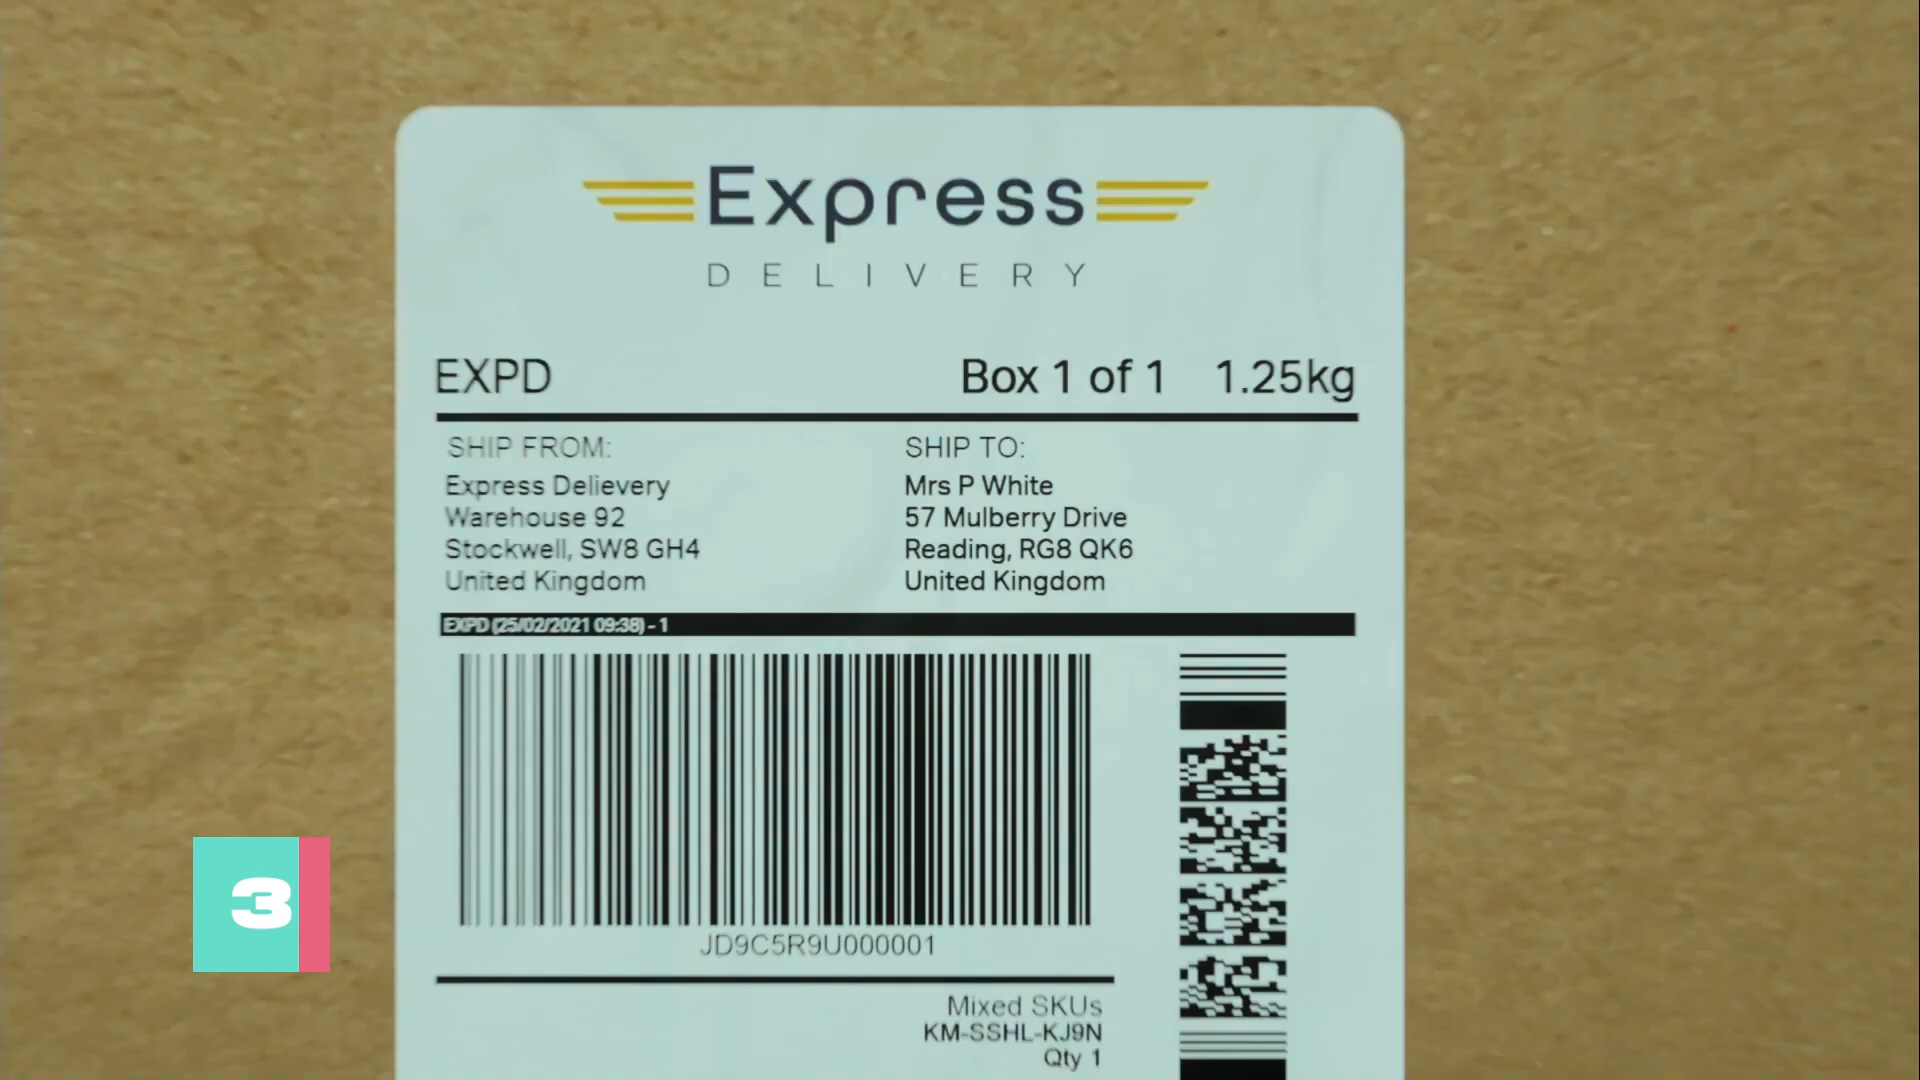 Express
DELIVERY
EXPD Box 1 of 1 1.25kg
SHIP FROM:
Express Delievery
Warehouse 92
Stockwell, SW8 GH4
United Kingdom
SHIP TO:
Mrs P White
57 Mulberry Drive
Reading, RG8 QK6
United Kingdom
EXPD (25/02/2021 09:38) - 1
JD9C5R9U000001
Mixed SKUs
KM-SSHL-KJ9N
Qty 1
3